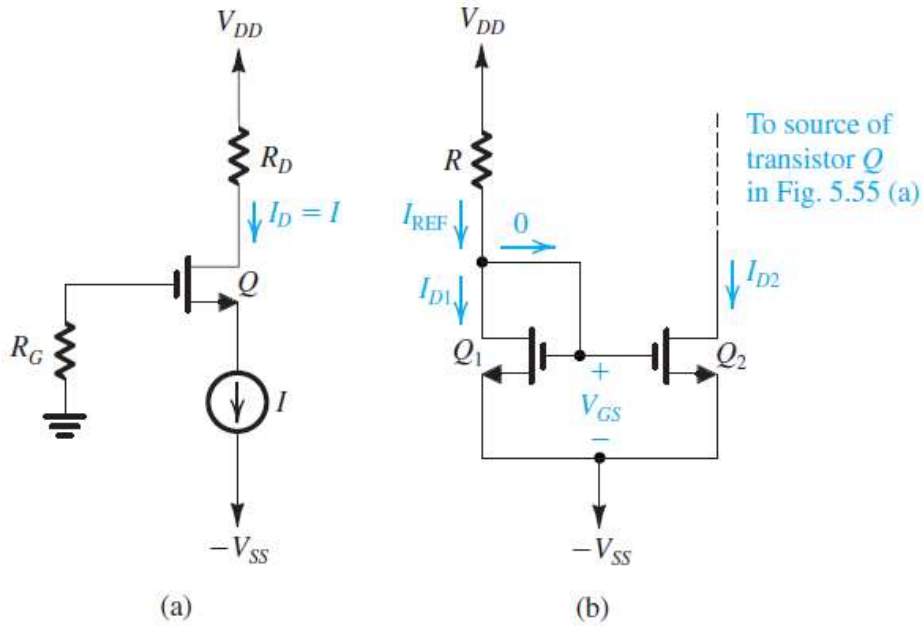 V_DD
R_D
I_D = I
Q
R_G
I
−V_SS
(a)
V_DD
To source of
transistor Q
in Fig. 5.55 (a)
R
I_REF
0
I_D1
I_D2
Q_1
Q_2
+
V_GS
−
−V_SS
(b)